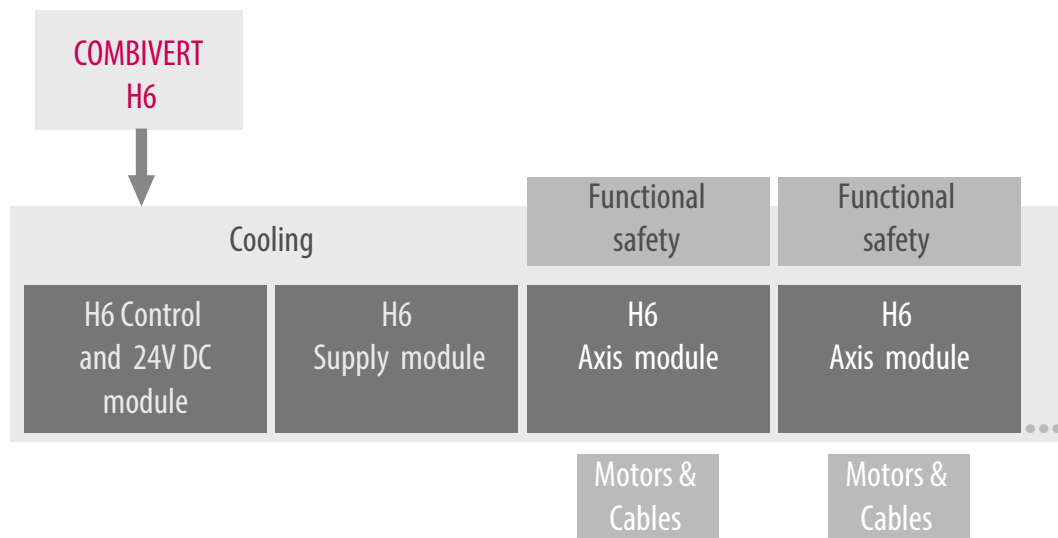 COMBIVERT
H6
Functional
safety
Functional
safety
Cooling
H6 Control
and 24V DC
module
H6
Supply module
H6
Axis module
H6
Axis module
...
Motors &
Cables
Motors &
Cables